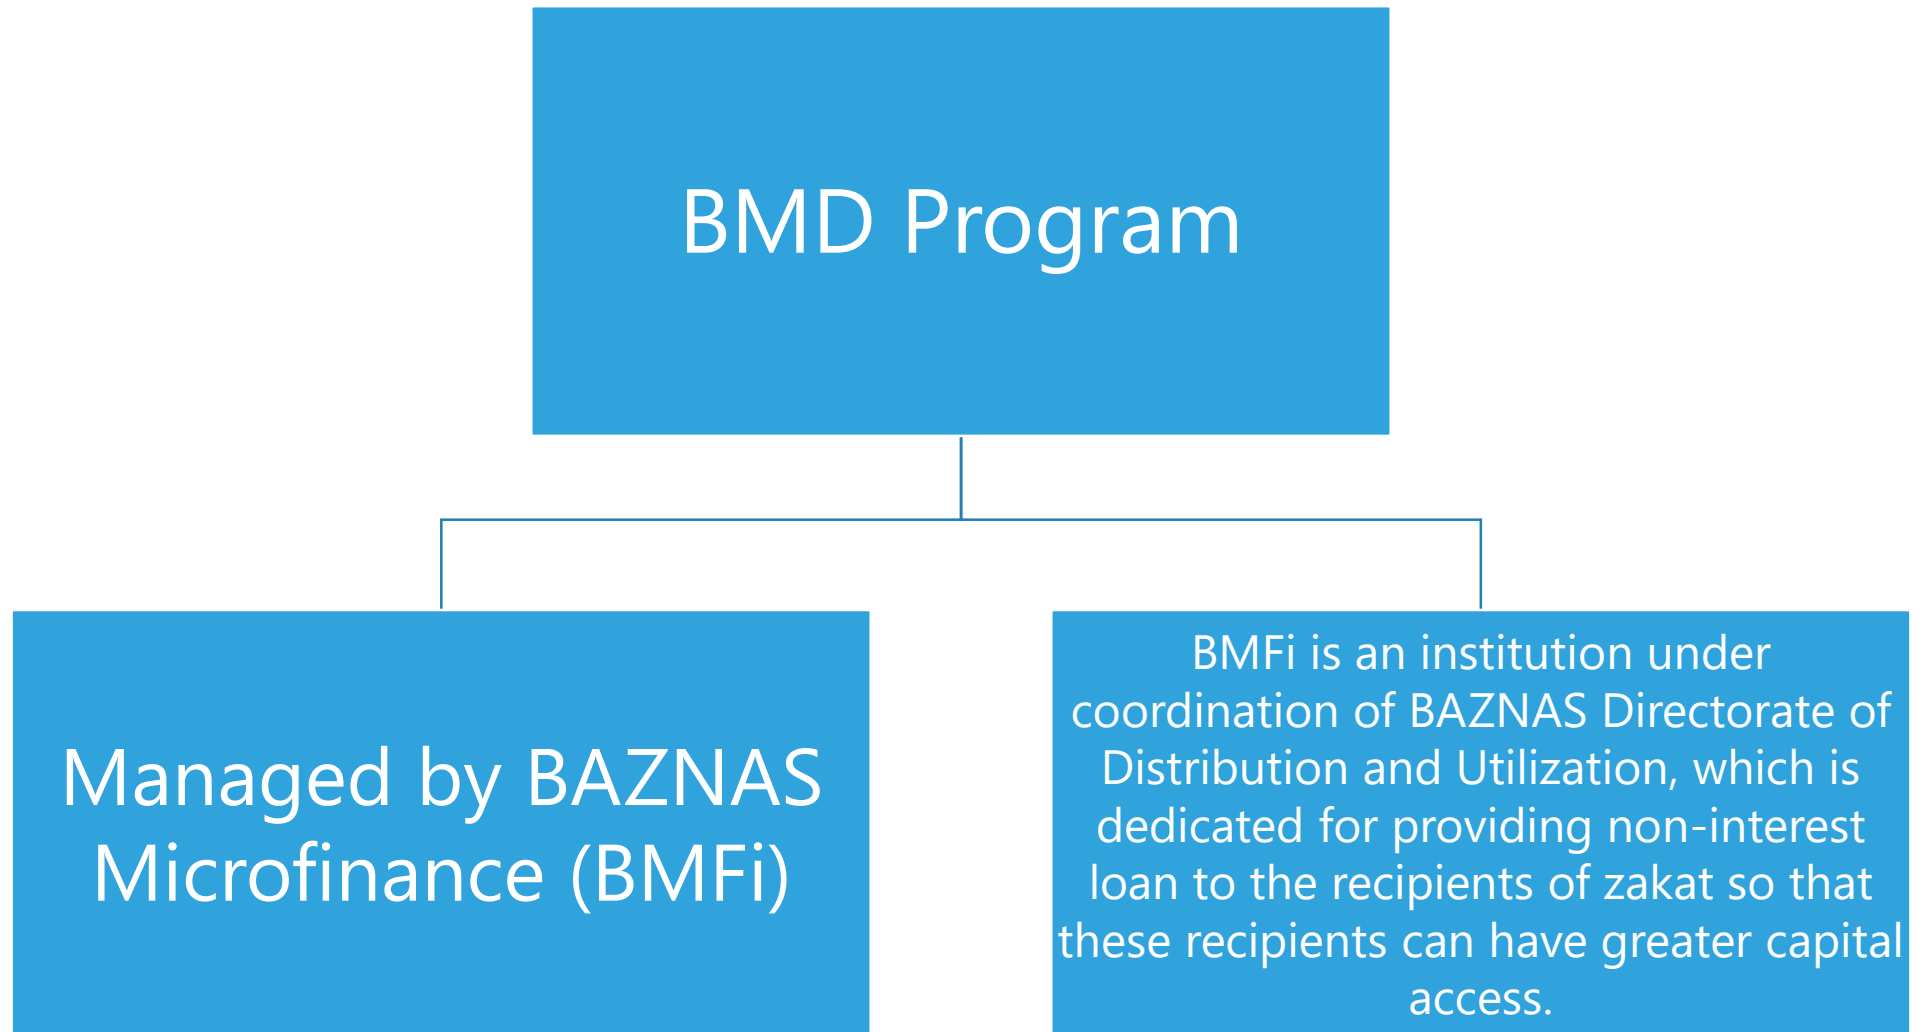 BMD Program
Managed by BAZNAS
Microfinance (BMFi)
BMFi is an institution under
coordination of BAZNAS Directorate of
Distribution and Utilization, which is
dedicated for providing non-interest
loan to the recipients of zakat so that
these recipients can have greater capital
access.